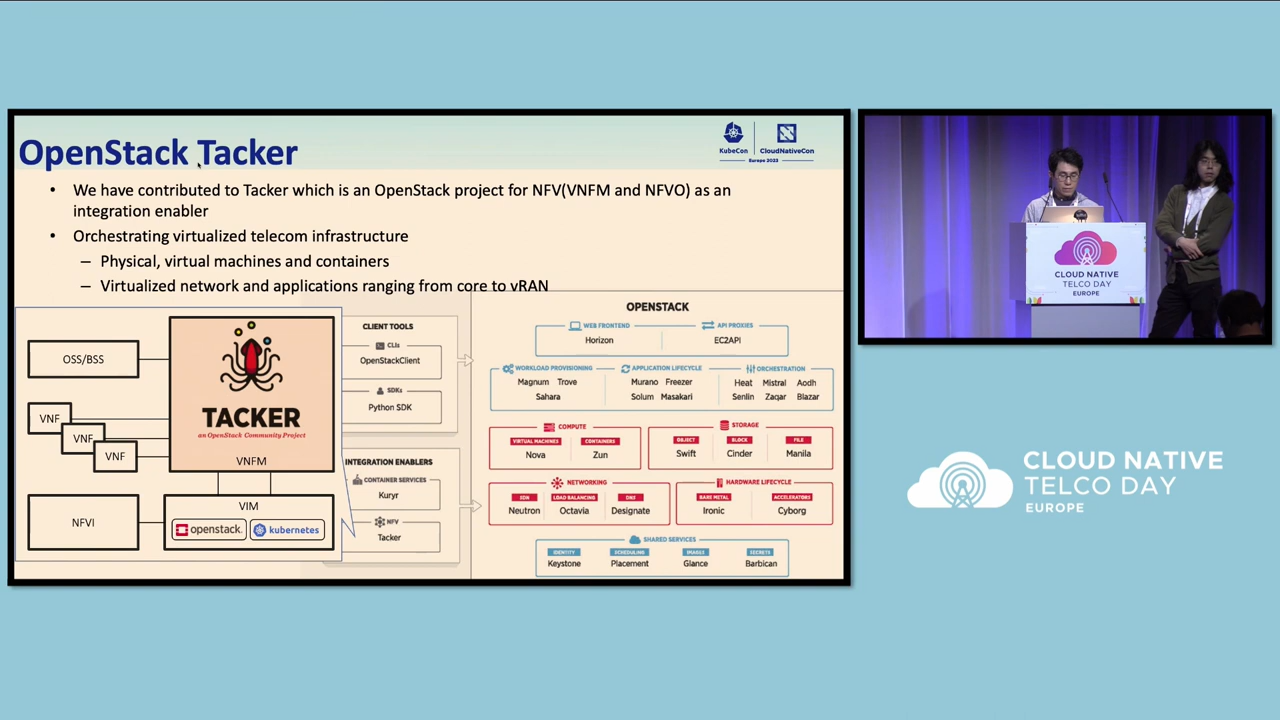 OpenStack Tacker
KubeCon
CloudNativeCon
Europe 2023
• We have contributed to Tacker which is an OpenStack project for NFV(VNFM and NFVO) as an
integration enabler
• Orchestrating virtualized telecom infrastructure
– Physical, virtual machines and containers
– Virtualized network and applications ranging from core to vRAN
OSS/BSS
VNF
VNF
VNF
NFVI
TACKER
an OpenStack Community Project
VNFM
VIM
openstack.
kubernetes
CLIENT TOOLS
CLIs
OpenStackClient
SDKs
Python SDK
INTEGRATION ENABLERS
CONTAINER SERVICES
Kuryr
NFV
Tacker
OPENSTACK
WEB FRONTEND
API PROXIES
Horizon
EC2API
WORKLOAD PROVISIONING
APPLICATION LIFECYCLE
ORCHESTRATION
Magnum Trove
Murano Freezer
Heat Mistral Aodh
Sahara
Solum Masakari
Senlin Zaqar Blazar
COMPUTE
STORAGE
VIRTUAL MACHINES
CONTAINERS
OBJECT
BLOCK
FILE
Nova
Zun
Swift
Cinder
Manila
NETWORKING
HARDWARE LIFECYCLE
SDN
LOAD BALANCING
DNS
BARE METAL
ACCELERATORS
Neutron
Octavia
Designate
Ironic
Cyborg
SHARED SERVICES
IDENTITY
SCHEDULING
IMAGES
SECRETS
Keystone
Placement
Glance
Barbican
CLOUD NATIVE
TELCO DAY
EUROPE
CLOUD NATIVE
TELCO DAY
EUROPE